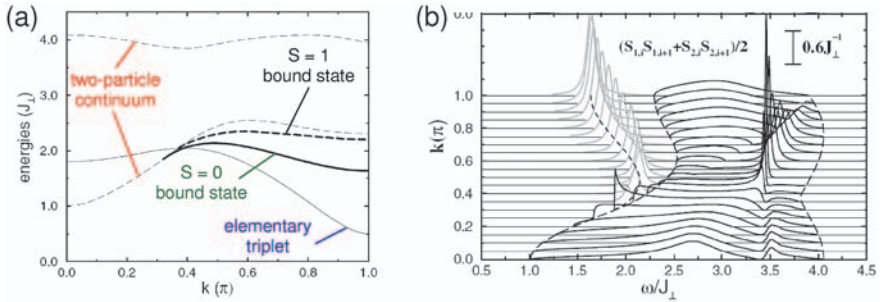 (a)
4.0
3.0
2.0
1.0
0.0
energies (J⊥)
two-particle
continuum
S = 1
bound state
S = 0
bound state
elementary
triplet
0.0
0.2
0.4
0.6
0.8
1.0
k (π)
(b)
0.0
1.0
0.8
0.6
0.4
0.2
0.0
k(π)
(S1,iS1,i+1+S2,iS2,i+1)/2
0.6J⊥-1
0.5
1.0
1.5
2.0
2.5
3.0
3.5
4.0
4.5
ω/J⊥